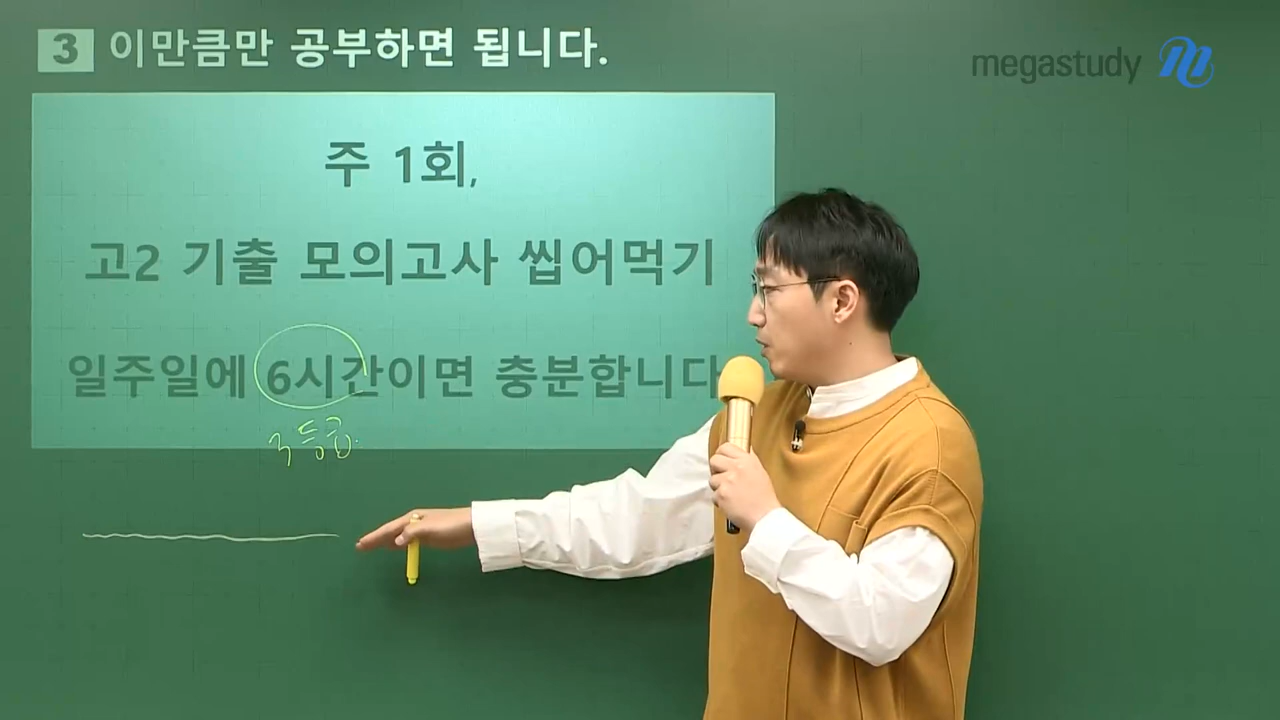 3 이만큼만 공부하면 됩니다.
megastudy
주 1회,
고2 기출 모의고사 씹어먹기
일주일에 6시간이면 충분합니다
3등급.